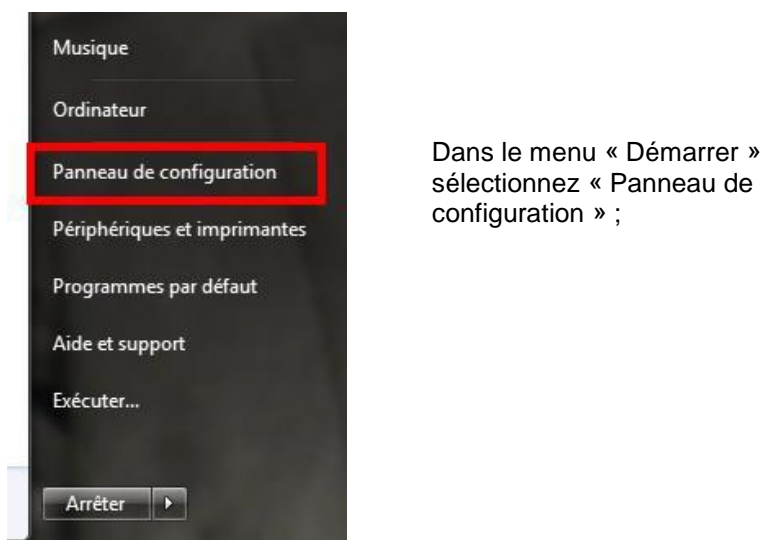 Musique
Ordinateur
Panneau de configuration
Périphériques et imprimantes
Programmes par défaut
Aide et support
Exécuter...
Arrêter
Dans le menu « Démarrer »
sélectionnez « Panneau de
configuration » ;